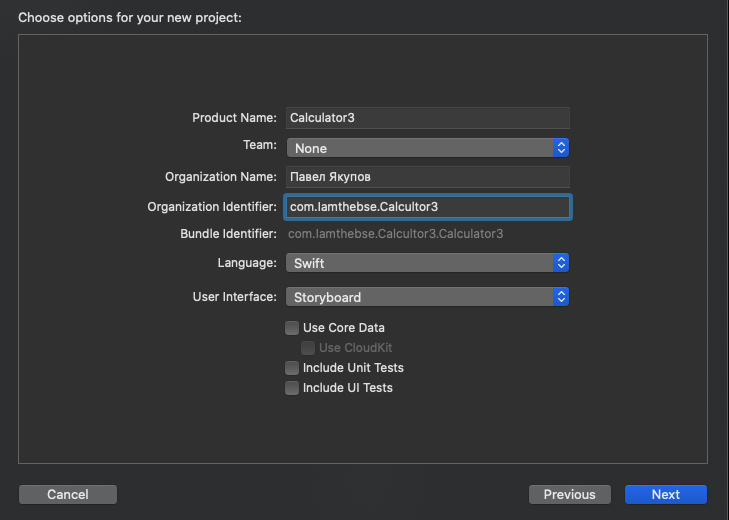 Choose options for your new project:
Product Name: Calculator3
Team: None
Organization Name: Павел Якупов
Organization Identifier: com.Iamthebse.Calcultor3
Bundle Identifier: com.Iamthebse.Calcultor3.Calculator3
Language: Swift
User Interface: Storyboard
Use Core Data
Use CloudKit
Include Unit Tests
Include UI Tests
Cancel Previous Next